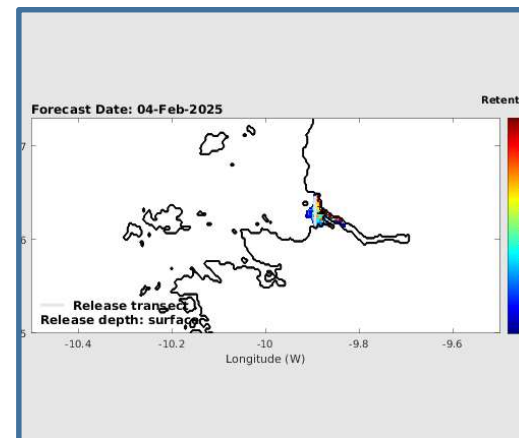 Retent
Forecast Date: 04-Feb-2025
7
6
Release transect
Release depth: surface
5
-10.4 -10.2 -10 -9.8 -9.6
Longitude (W)